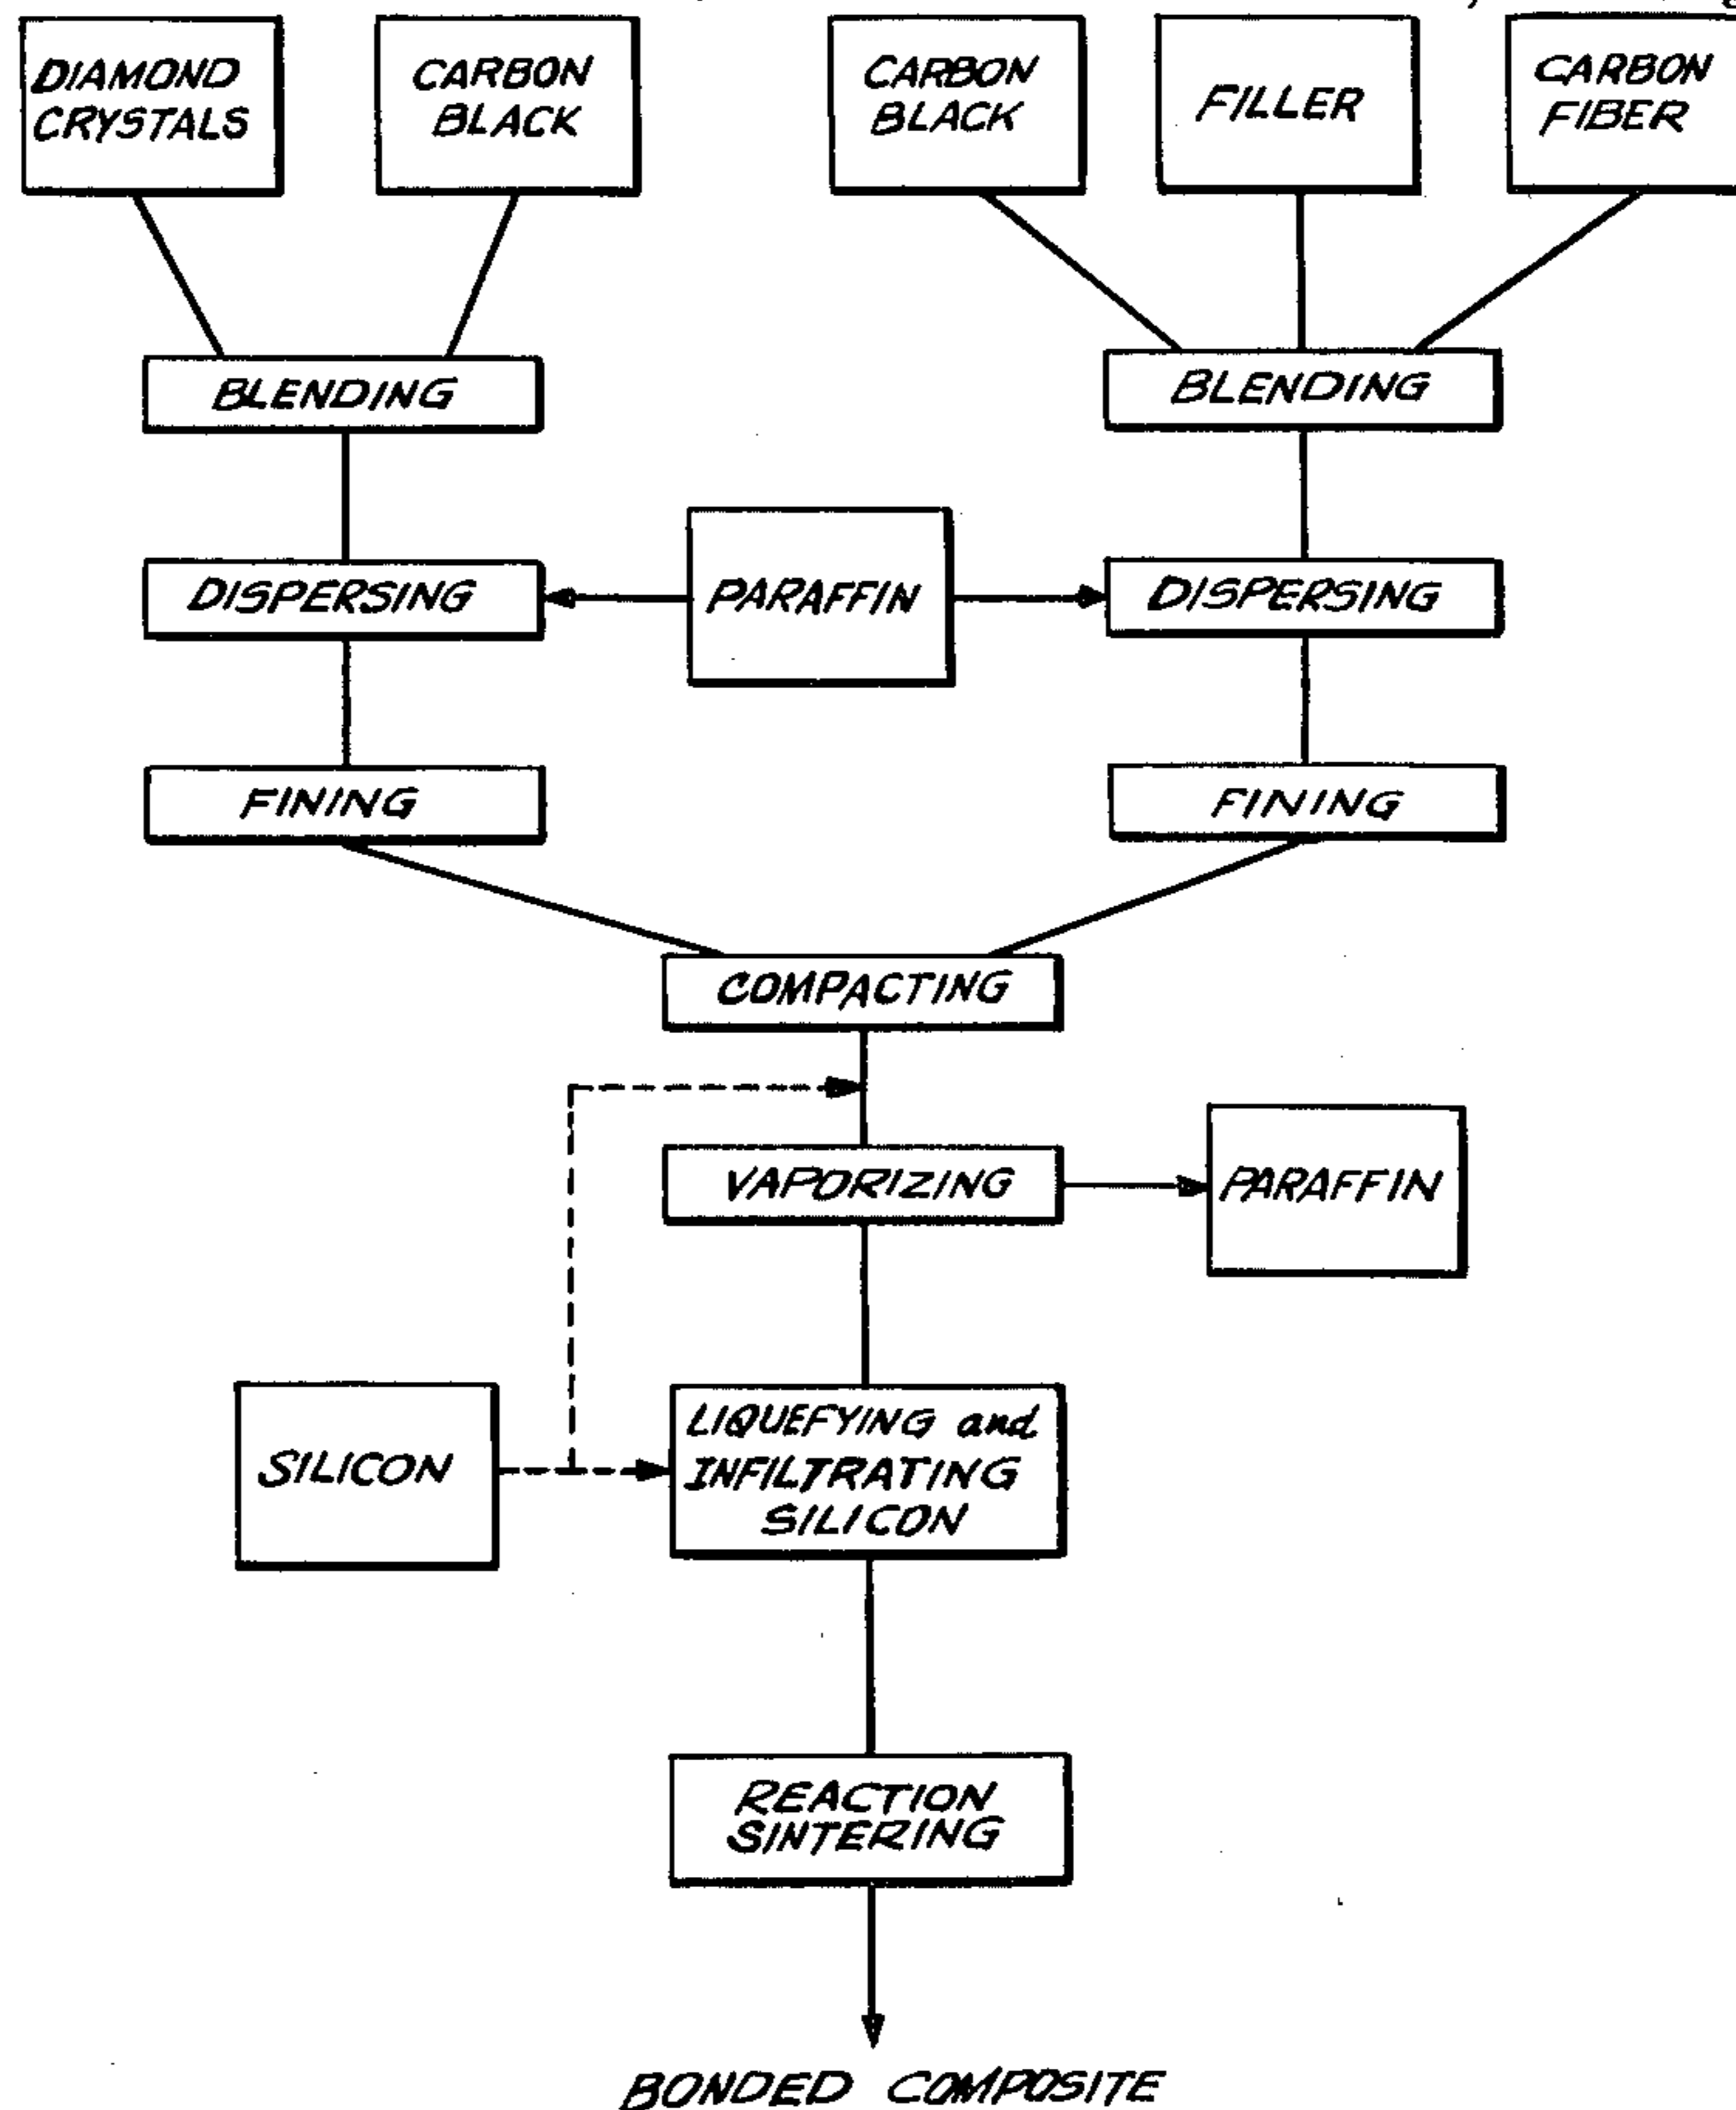 DIAMOND
CRYSTALS
CARBON
BLACK
CARBON
BLACK
FILLER
CARBON
FIBER
BLENDING
BLENDING
DISPERSING
PARAFFIN
DISPERSING
FINING
FINING
COMPACTING
VAPORIZING
PARAFFIN
SILICON
LIQUEFYING and
INFILTRATING
SILICON
REACTION
SINTERING
BONDED COMPOSITE